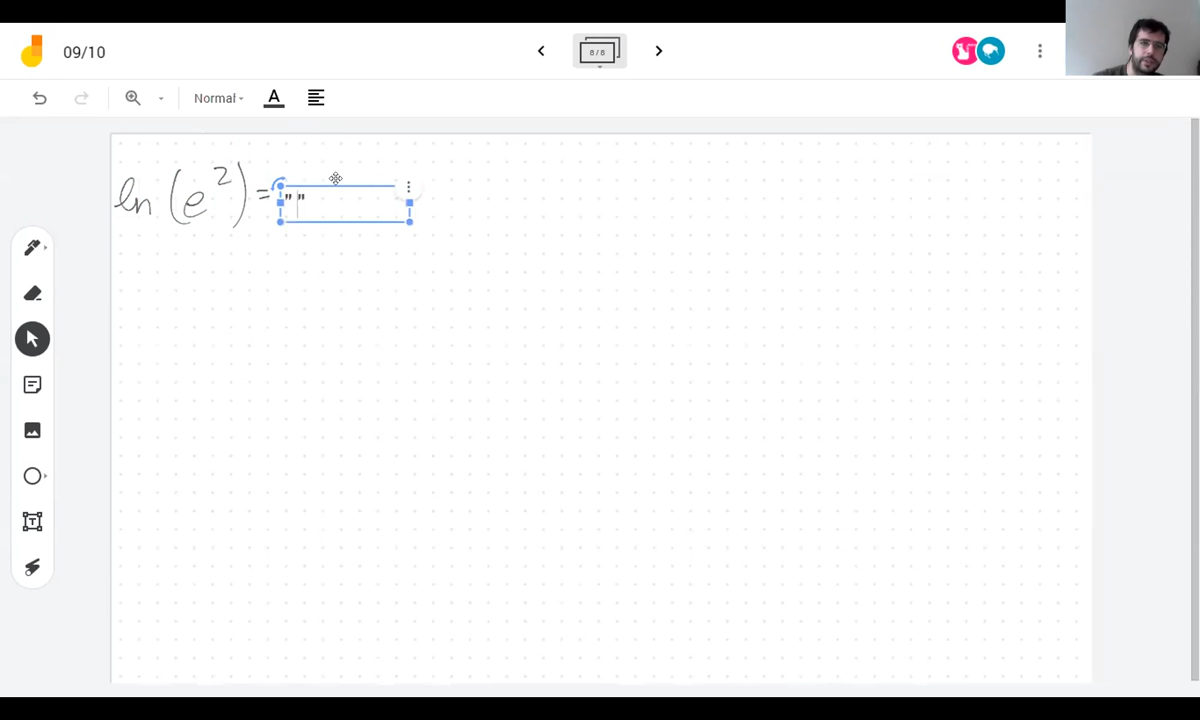 09/10
8/8
Normal
A
ln(e²)=
" "